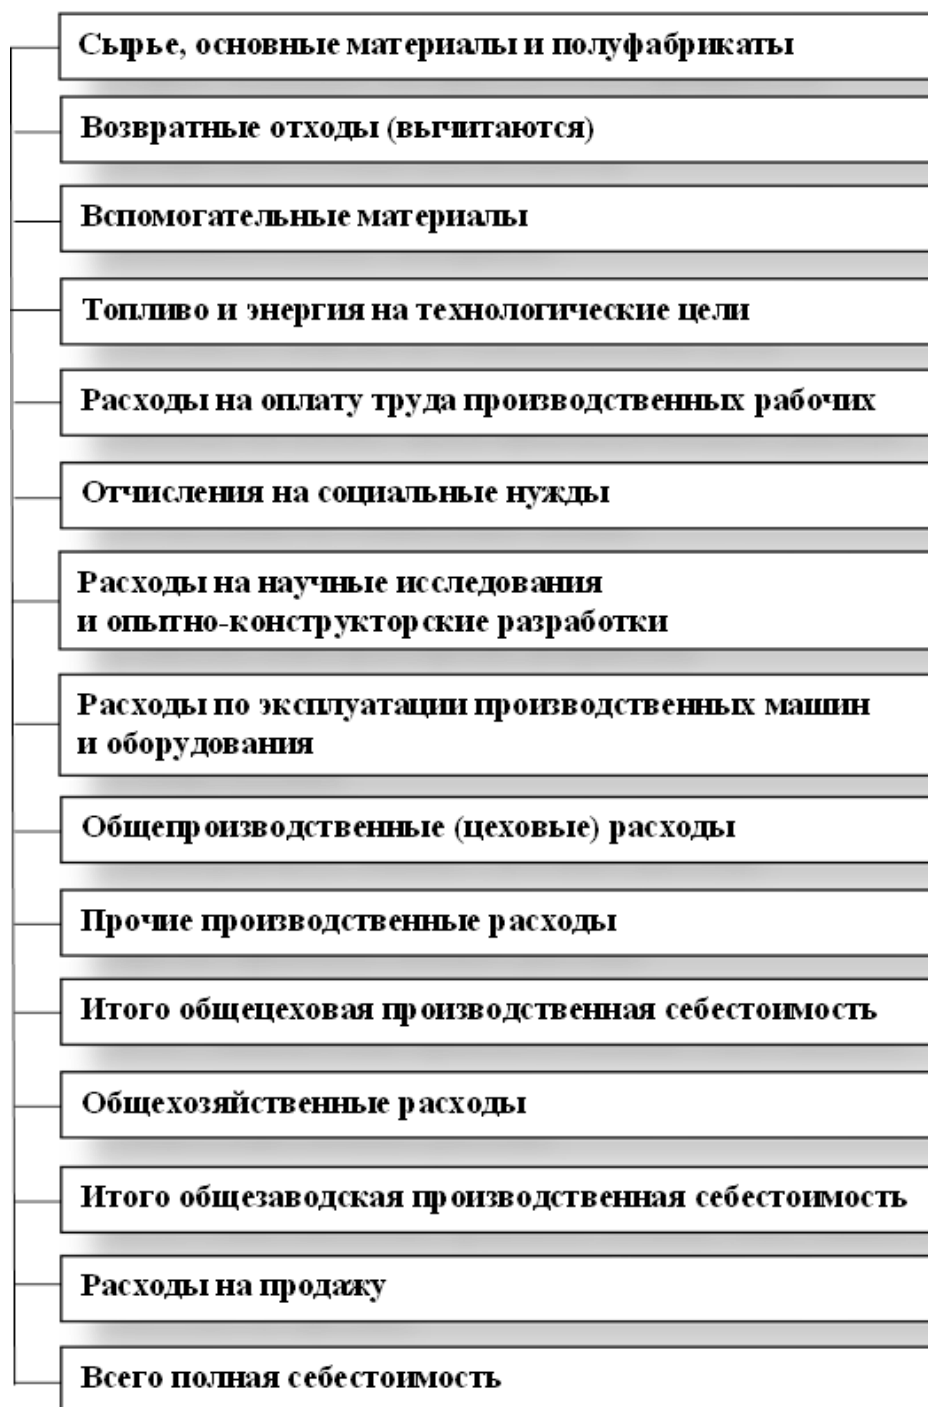 Сырье, основные материалы и полуфабрикаты
Возвратные отходы (вычитаются)
Вспомогательные материалы
Топливо и энергия на технологические цели
Расходы на оплату труда производственных рабочих
Отчисления на социальные нужды
Расходы на научные исследования
и опытно-конструкторские разработки
Расходы по эксплуатации производственных машин
и оборудования
Общепроизводственные (цеховые) расходы
Прочие производственные расходы
Итого общецеховая производственная себестоимость
Общехозяйственные расходы
Итого общезаводская производственная себестоимость
Расходы на продажу
Всего полная себестоимость